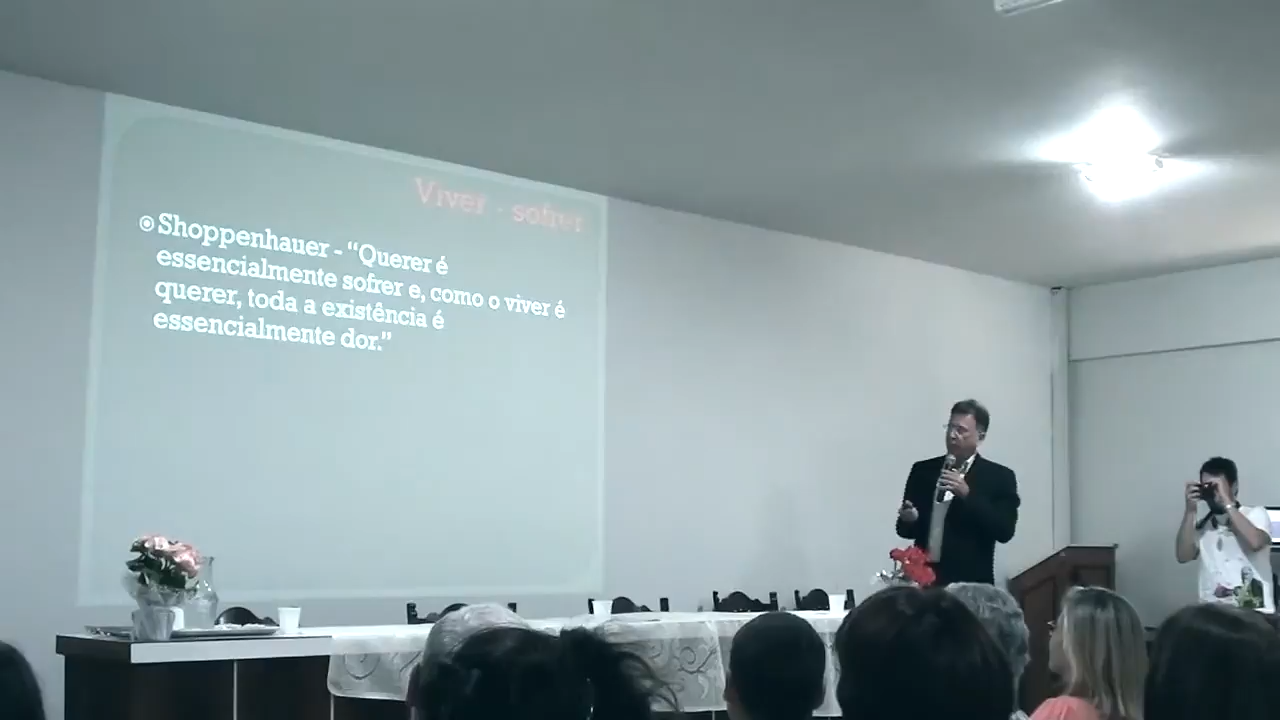 Viver - sofrer
Shoppenhauer - “Querer é
essencialmente sofrer e, como o viver é
querer, toda a existência é
essencialmente dor.”